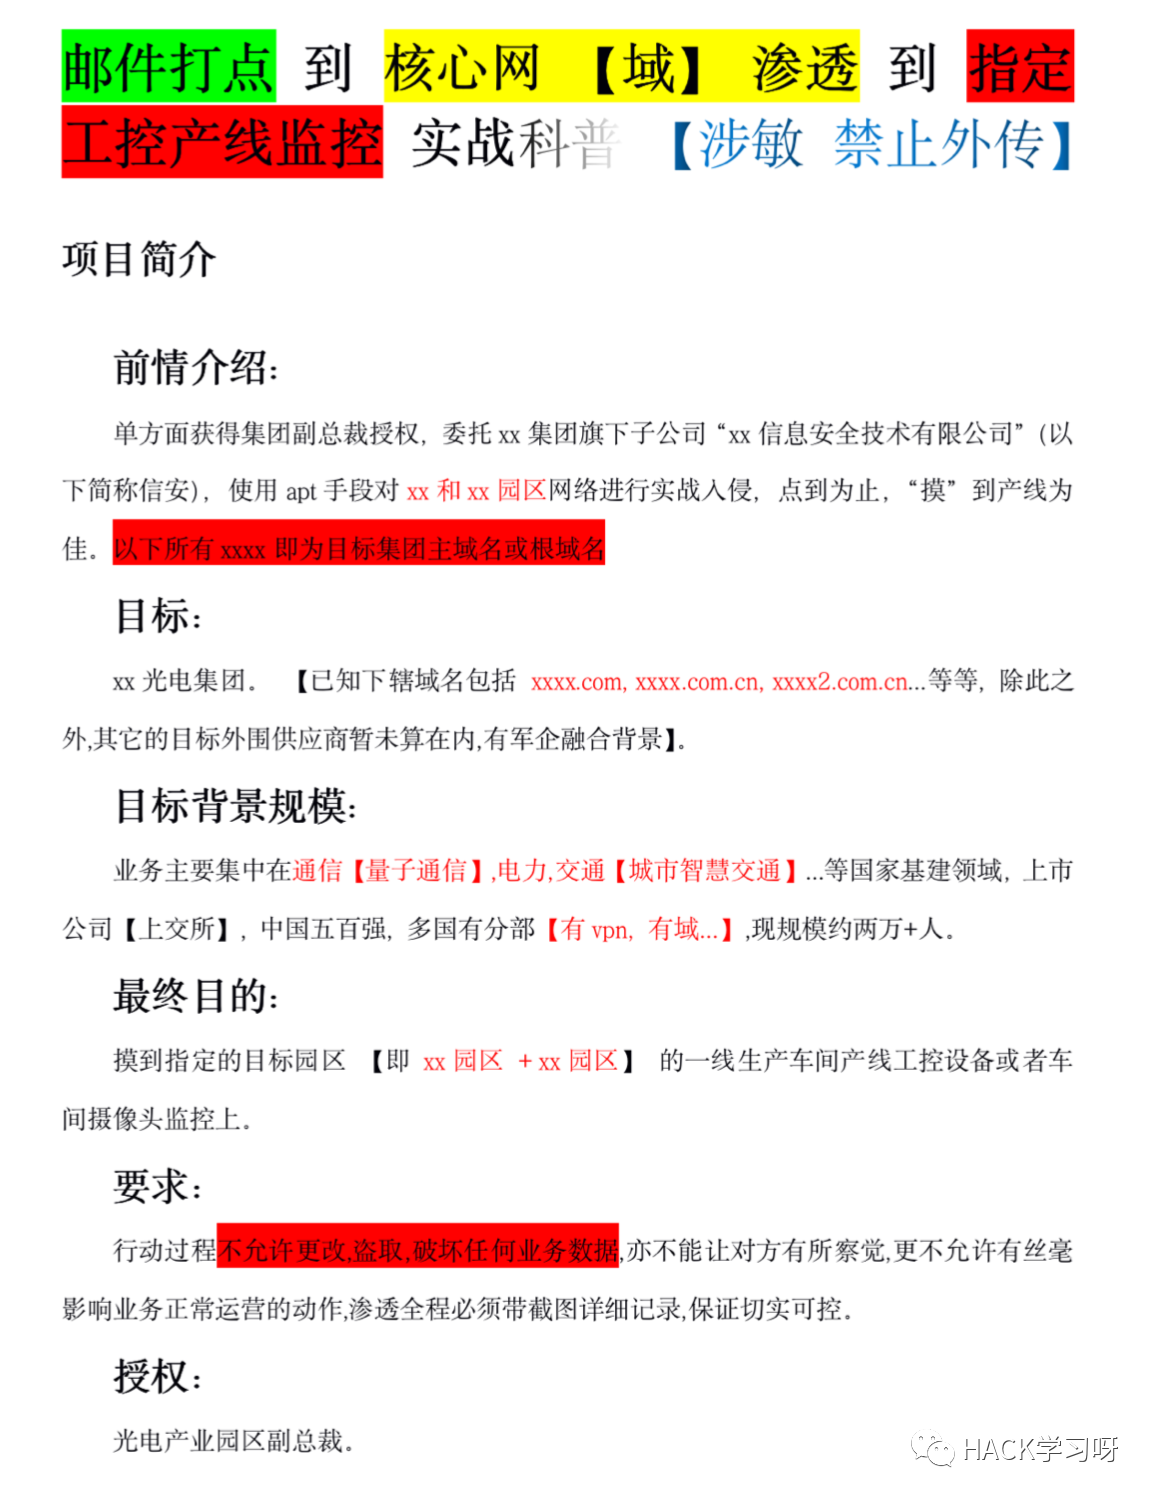 邮件打点 到 核心网 【域】 渗透 到 指定
工控产线监控 实战科普 【涉敏 禁止外传】
项目简介
前情介绍：
单方面获得集团副总裁授权，委托 xx 集团旗下子公司 “xx 信息安全技术有限公司”（以
下简称信安），使用 apt 手段对 xx 和 xx 园区网络进行实战入侵，点到为止，“摸”到产线为
佳。以下所有 xxxx 即为目标集团主域名或根域名
目标：
xx 光电集团。 【已知下辖域名包括 xxxx.com, xxxx.com.cn, xxxx2.com.cn...等等, 除此之
外,其它的目标外围供应商暂未算在内,有军企融合背景】。
目标背景规模：
业务主要集中在通信【量子通信】,电力,交通【城市智慧交通】...等国家基建领域，上市
公司【上交所】，中国五百强，多国有分部【有 vpn, 有域...】,现规模约两万+人。
最终目的：
摸到指定的目标园区 【即 xx 园区 + xx 园区】 的一线生产车间产线工控设备或者车
间摄像头监控上。
要求：
行动过程不允许更改,盗取,破坏任何业务数据,亦不能让对方有所察觉,更不允许有丝毫
影响业务正常运营的动作,渗透全程必须带截图详细记录,保证切实可控。
授权：
光电产业园区副总裁。
HACK学习呀